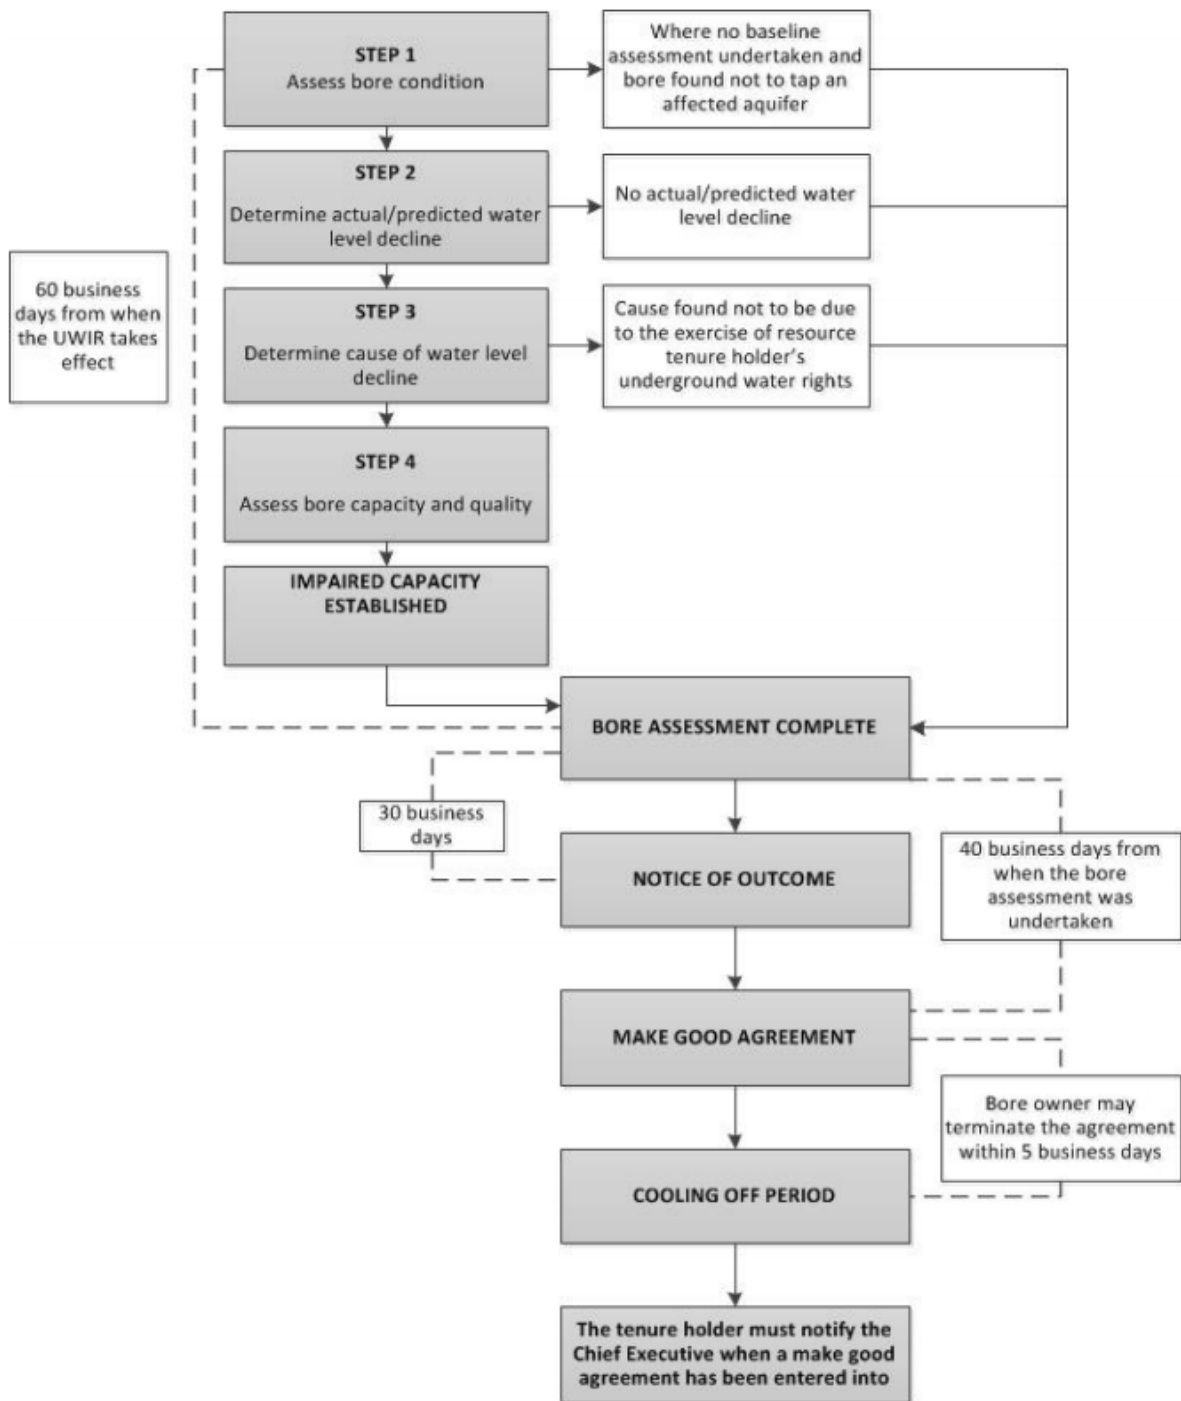 STEP 1
Assess bore condition
Where no baseline
assessment undertaken and
bore found not to tap an
affected aquifer
STEP 2
Determine actual/predicted water
level decline
No actual/predicted water
level decline
60 business
days from when
the UWIR takes
effect
STEP 3
Determine cause of water level
decline
Cause found not to be due
to the exercise of resource
tenure holder's
underground water rights
STEP 4
Assess bore capacity and quality
IMPAIRED CAPACITY
ESTABLISHED
BORE ASSESSMENT COMPLETE
30 business
days
NOTICE OF OUTCOME
40 business days from
when the bore
assessment was
undertaken
MAKE GOOD AGREEMENT
Bore owner may
terminate the agreement
within 5 business days
COOLING OFF PERIOD
The tenure holder must notify the
Chief Executive when a make good
agreement has been entered into